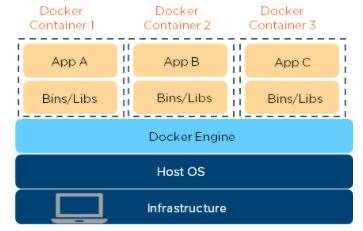 Docker Container 1
Docker Container 2
Docker Container 3
App A
App B
App C
Bins/Libs
Bins/Libs
Bins/Libs
Docker Engine
Host OS
Infrastructure